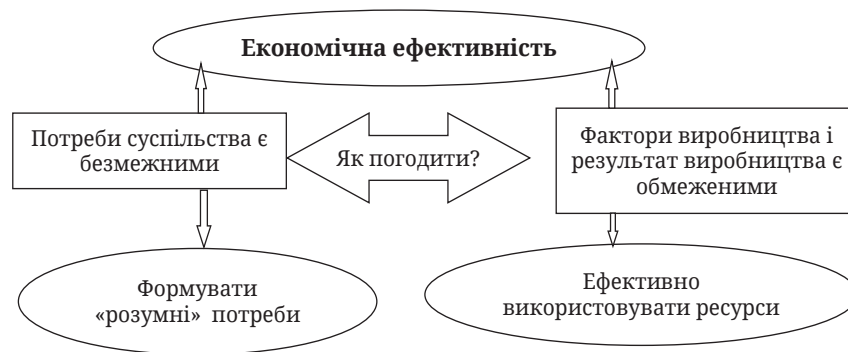 Економічна ефективність
Потреби суспільства є
безмежними
Як погодити?
Фактори виробництва і
результат виробництва є
обмеженими
Формувати
«розумні» потреби
Ефективно
використовувати ресурси